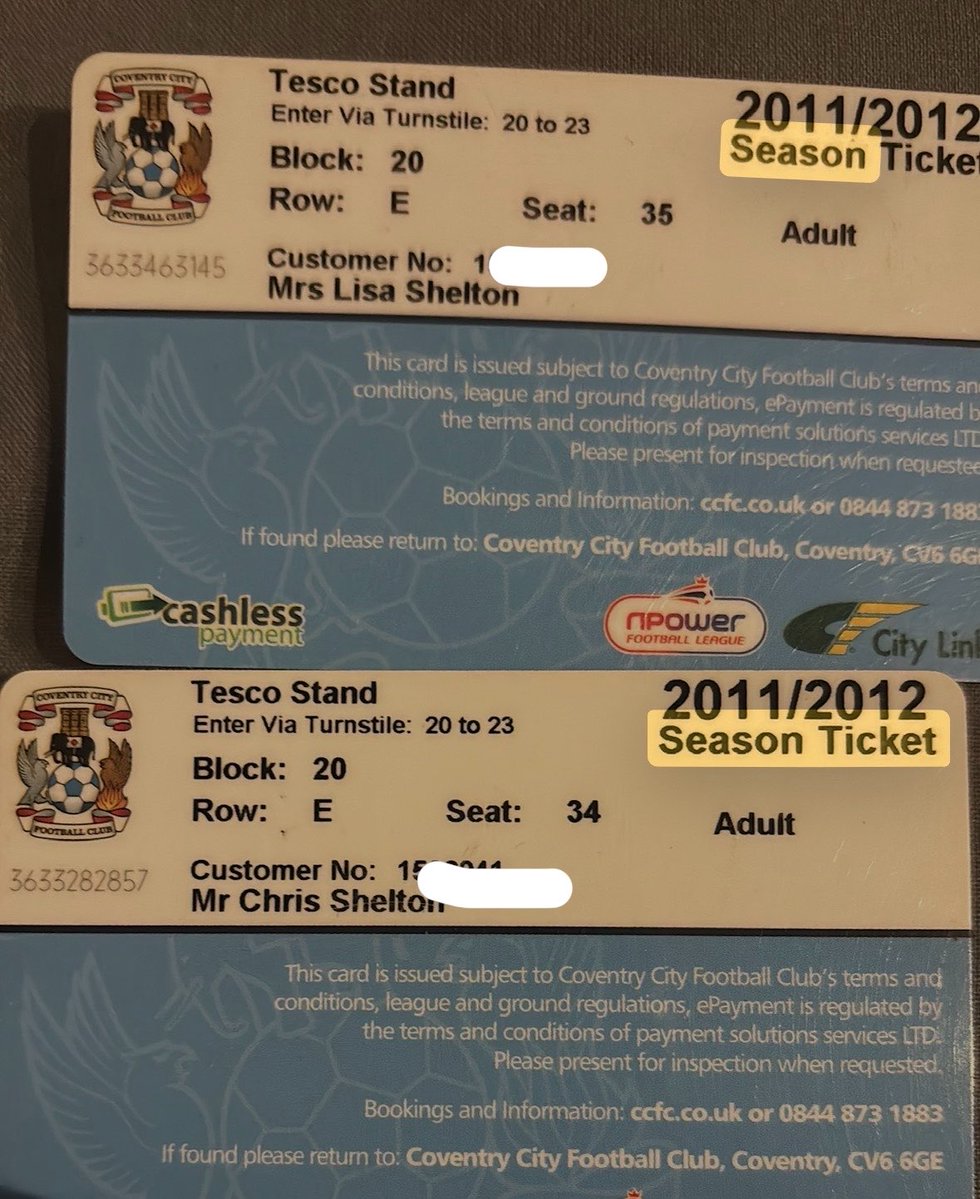 COVENTRY CITY
FOOTBALL CLUB
3633463145
Tesco Stand
Enter Via Turnstile: 20 to 23
Block: 20
Row: E Seat: 35
Customer No: 1
Mrs Lisa Shelton
2011/2012
Season Ticke
Adult
This card is issued subject to Coventry City Football Club's terms an
conditions, league and ground regulations, ePayment is regulated b
the terms and conditions of payment solutions services LTD
Please present for inspection when requeste
Bookings and Information: ccfc.co.uk or 0844 873 188
If found please return to: Coventry City Football Club, Coventry, CV6 6G
cashless
payment
npower
FOOTBALL LEAGUE
City Lin
COVENTRY CITY
FOOTBALL CLUB
3633282857
Tesco Stand
Enter Via Turnstile: 20 to 23
Block: 20
Row: E Seat: 34
Customer No: 15
Mr Chris Shelton
2011/2012
Season Ticket
Adult
This card is issued subject to Coventry City Football Club's terms and
conditions, league and ground regulations, ePayment is regulated by
the terms and conditions of payment solutions services LTD.
Please present for inspection when requested.
Bookings and Information: ccfc.co.uk or 0844 873 1883
If found please return to: Coventry City Football Club, Coventry, CV6 6GE